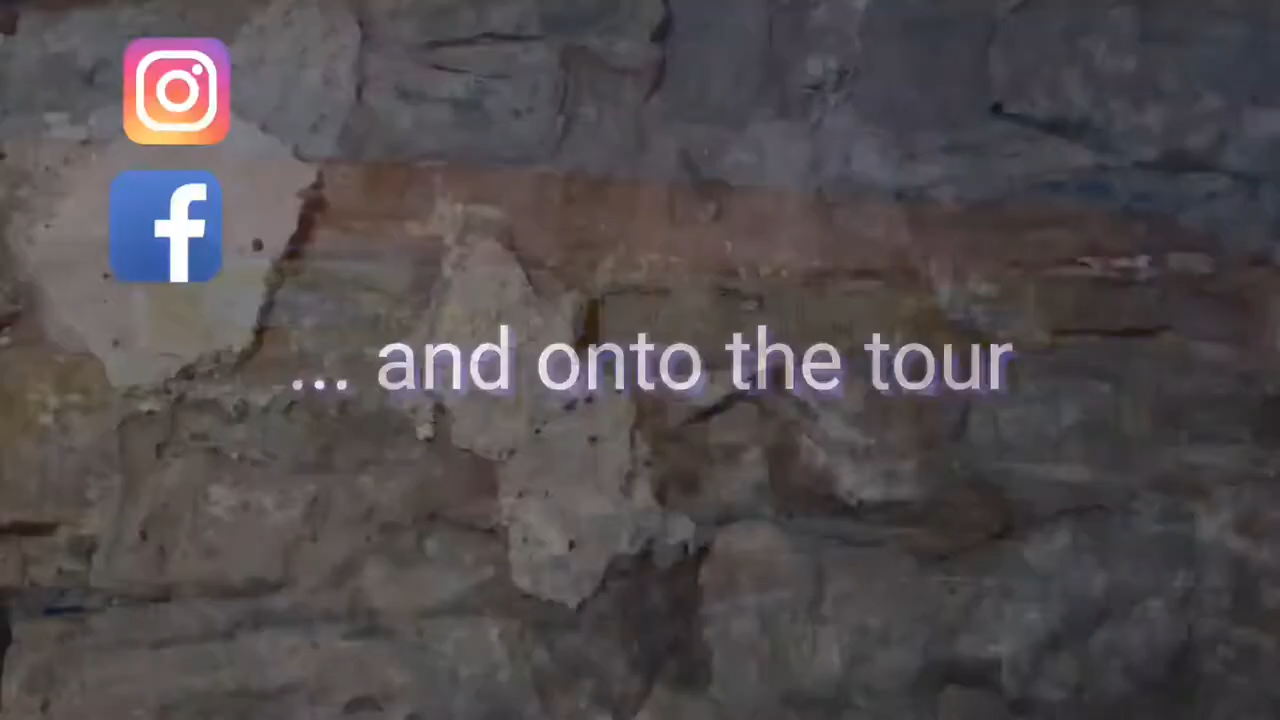 ... and onto the tour